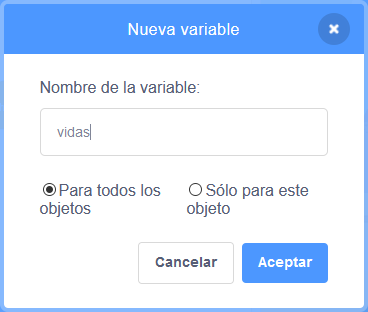 Nueva variable
Nombre de la variable:
vidas
Para todos los
objetos
Sólo para este
objeto
Cancelar
Aceptar